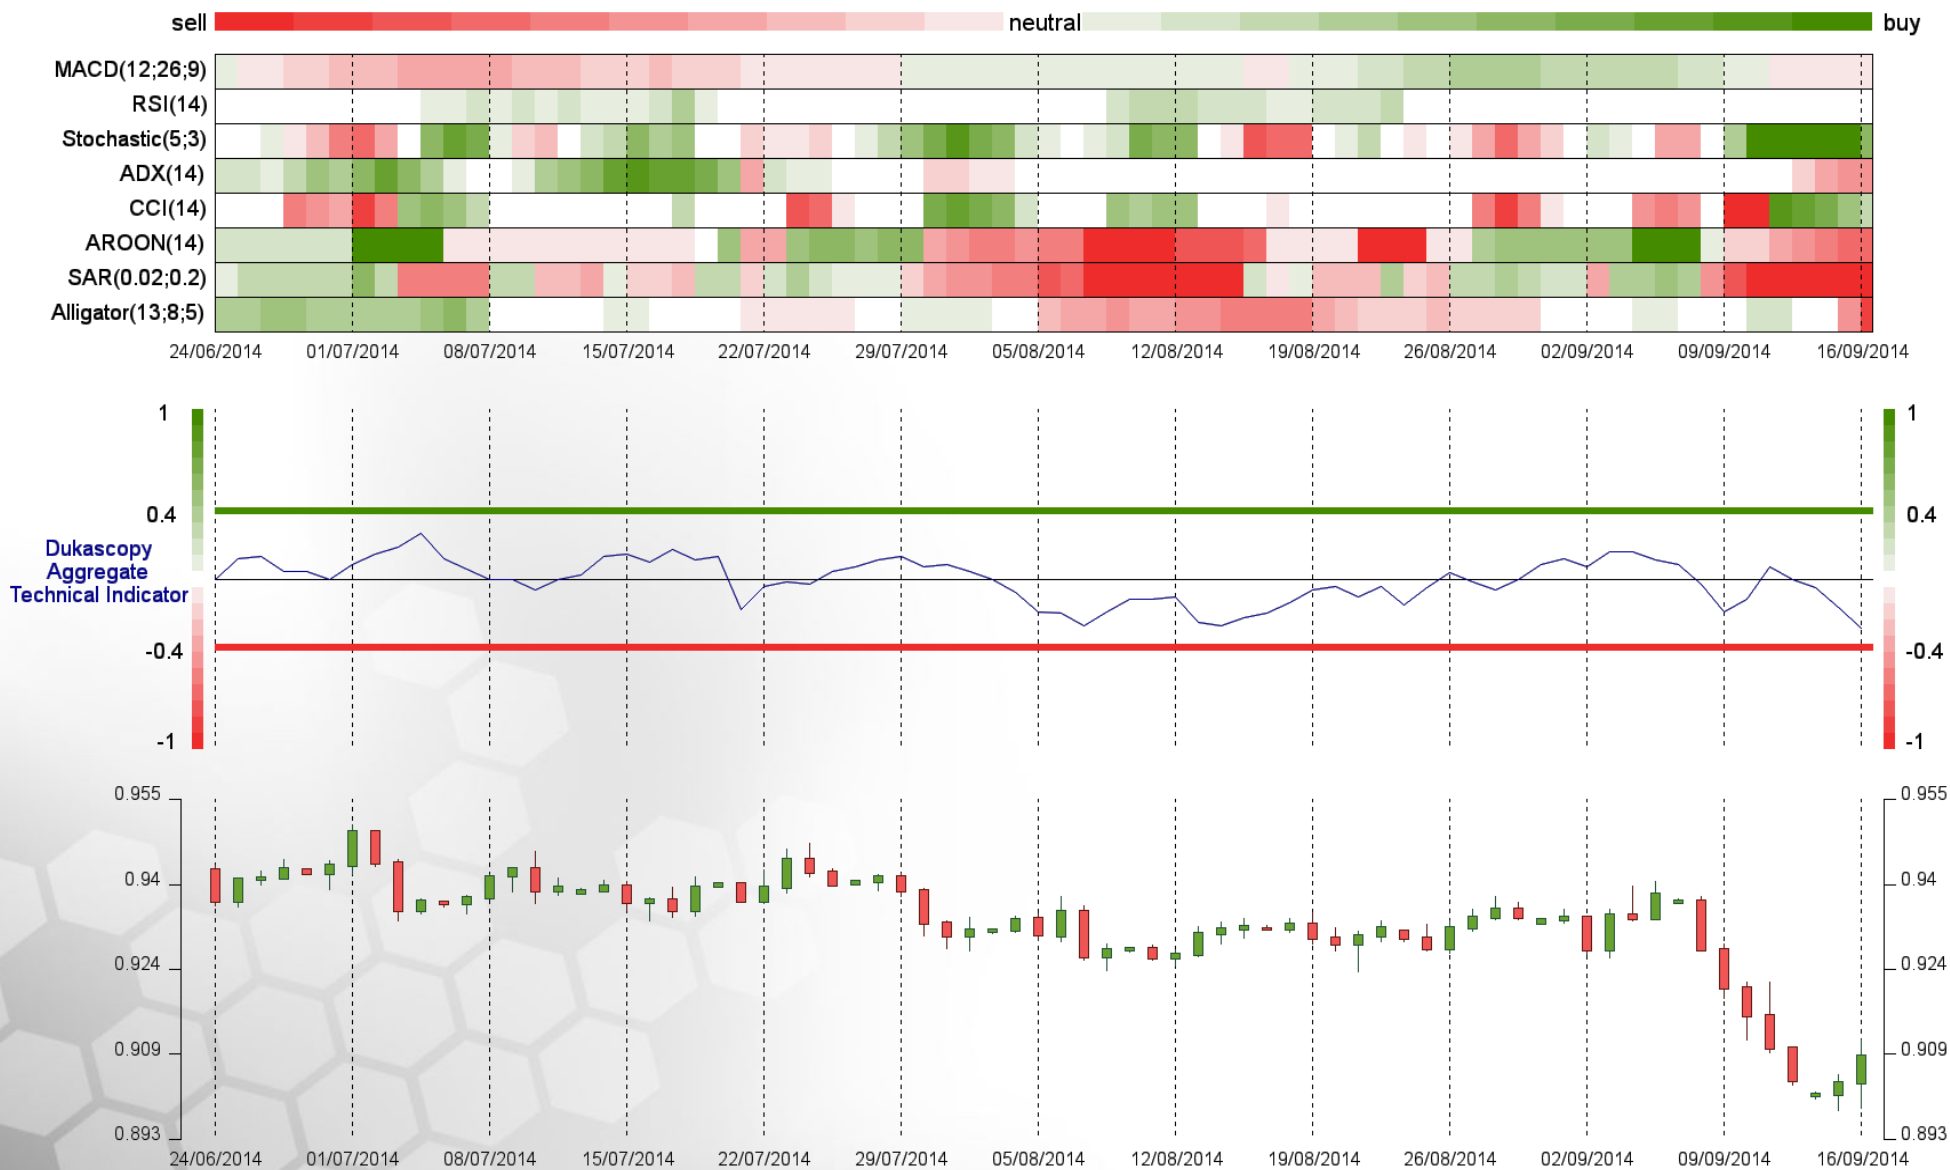 sell neutral buy
MACD(12;26;9)
RSI(14)
Stochastic(5;3)
ADX(14)
CCI(14)
AROON(14)
SAR(0.02;0.2)
Alligator(13;8;5)
24/06/2014 01/07/2014 08/07/2014 15/07/2014 22/07/2014 29/07/2014 05/08/2014 12/08/2014 19/08/2014 26/08/2014 02/09/2014 09/09/2014 16/09/2014
1 1
0.4 0.4
Dukascopy
Aggregate
Technical Indicator
-0.4 -0.4
-1 -1
0.955 0.955
0.94 0.94
0.924 0.924
0.909 0.909
0.893 0.893
24/06/2014 01/07/2014 08/07/2014 15/07/2014 22/07/2014 29/07/2014 05/08/2014 12/08/2014 19/08/2014 26/08/2014 02/09/2014 09/09/2014 16/09/2014